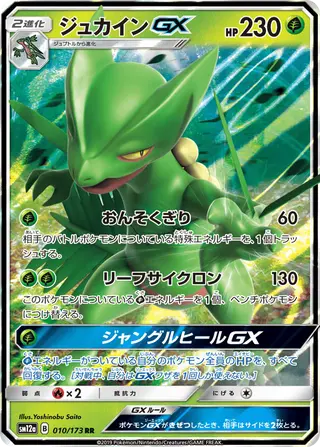 2進化
ジュカインGX
HP 230
ジュプトルから進化
おんそくぎり 60
相手のバトルポケモンについている特殊エネルギーを、1個トラッ
シュする。
リーフサイクロン 130
このポケモンについているエネルギーを1個、ベンチポケモン
につけ替える。
ジャングルヒールGX
エネルギーがついている自分のポケモン全員のHPを、すべて
回復する。[対戦中、自分はGXワザを1回しか使えない。]
弱点 ×2 抵抗力 にげる
Illus.Yoshinobu Saito
GXルール
sm12a B 010/173 RR
ポケモンGXがきぜつしたとき、相手はサイドを2枚とる。
©2019 Pokémon/Nintendo/Creatures/GAME FREAK.